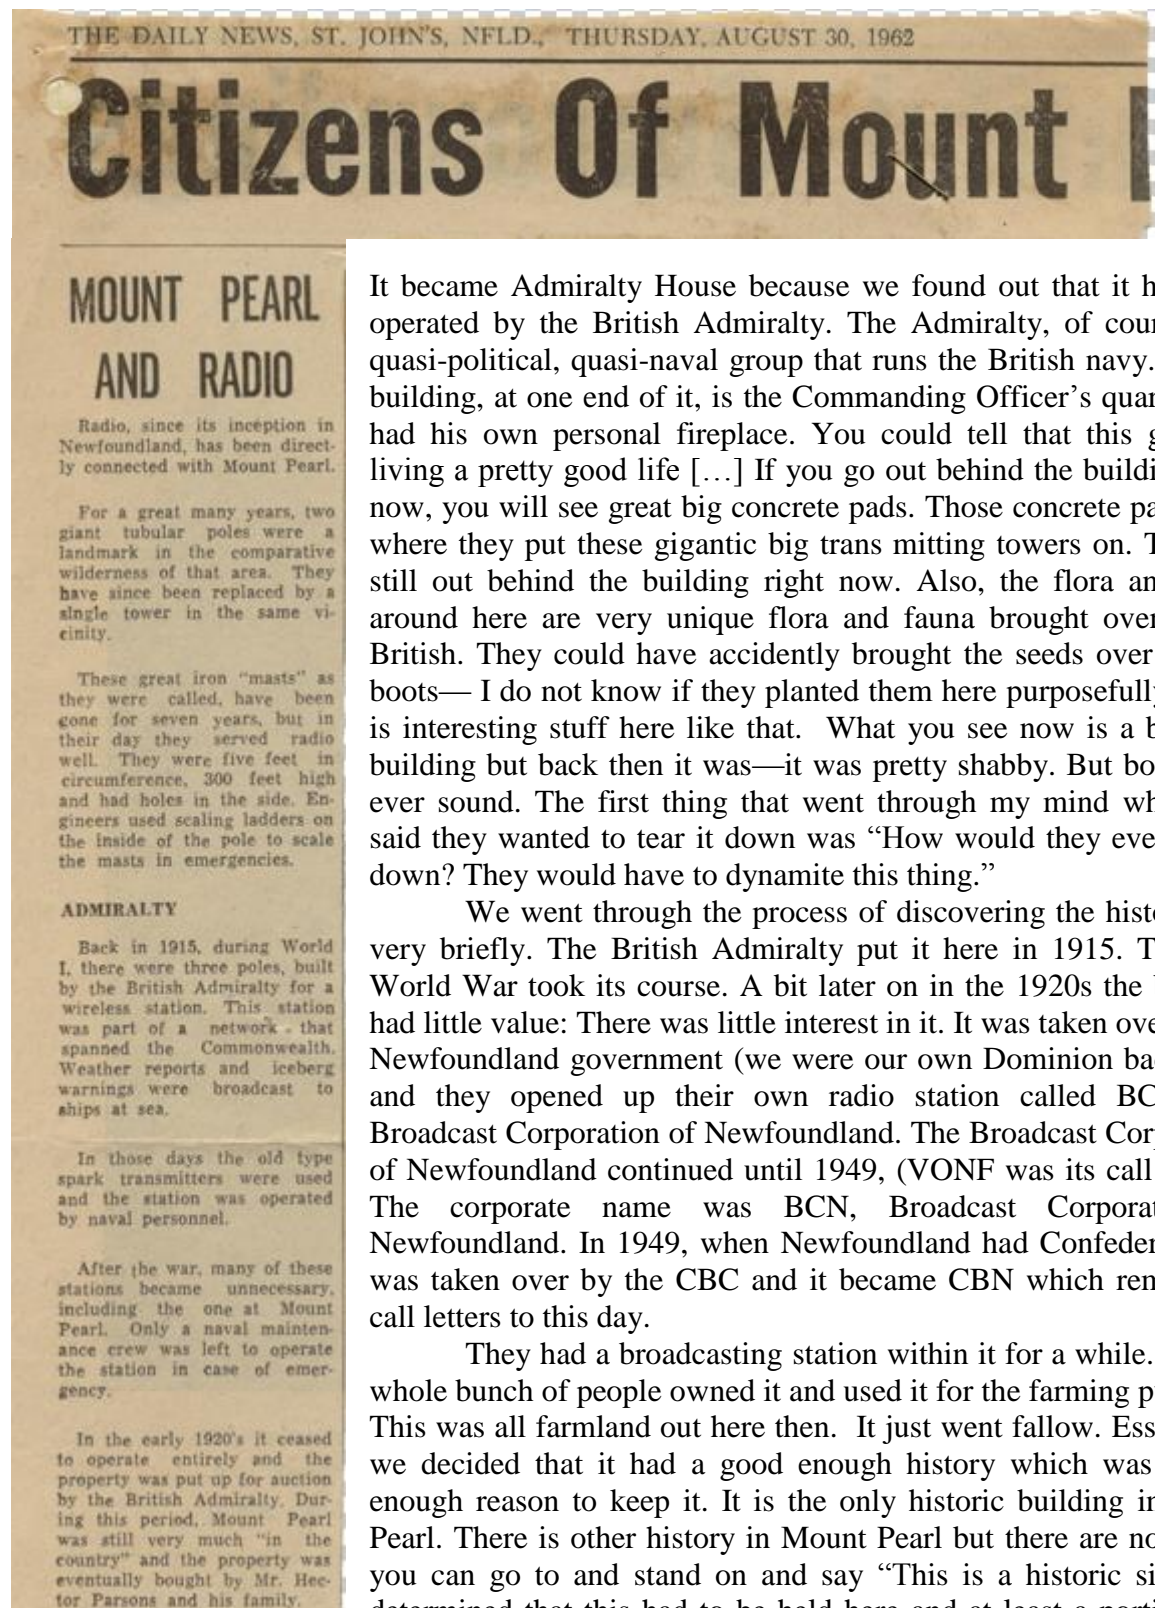 THE DAILY NEWS, ST. JOHN'S, NFLD., THURSDAY, AUGUST 30, 1962
Citizens Of Mount
MOUNT PEARL
AND RADIO
Radio, since its inception in
Newfoundland, has been direct-
ly connected with Mount Pearl.
For a great many years, two
giant tubular poles were a
landmark in the comparative
wilderness of that area. They
have since been replaced by a
single tower in the same vi-
cinity.
These great iron "masts" as
they were called, have been
gone for seven years, but in
their day they served radio
well. They were five feet in
circumference, 300 feet high
and had holes in the side. En-
gineers used scaling ladders on
the inside of the pole to scale
the masts in emergencies.
ADMIRALTY
Back in 1915, during World
I, there were three poles, built
by the British Admiralty for a
wireless station. This station
was part of a network that
spanned the Commonwealth.
Weather reports and iceberg
warnings were broadcast to
ships at sea.
In those days the old type
spark transmitters were used
and the station was operated
by naval personnel.
After the war, many of these
stations became unnecessary,
including the one at Mount
Pearl. Only a naval mainten-
ance crew was left to operate
the station in case of emer-
gency.
In the early 1920's it ceased
to operate entirely and the
property was put up for auction
by the British Admiralty. Dur-
ing this period, Mount Pearl
was still very much "in the
country" and the property was
eventually bought by Mr. Hec-
tor Parsons and his family.
It became Admiralty House because we found out that it h
operated by the British Admiralty. The Admiralty, of cour
quasi-political, quasi-naval group that runs the British navy.
building, at one end of it, is the Commanding Officer's quar
had his own personal fireplace. You could tell that this g
living a pretty good life […] If you go out behind the buildi
now, you will see great big concrete pads. Those concrete pa
where they put these gigantic big trans mitting towers on. T
still out behind the building right now. Also, the flora an
around here are very unique flora and fauna brought over
British. They could have accidently brought the seeds over
boots— I do not know if they planted them here purposefully
is interesting stuff here like that. What you see now is a b
building but back then it was—it was pretty shabby. But bo
ever sound. The first thing that went through my mind wh
said they wanted to tear it down was “How would they eve
down? They would have to dynamite this thing.”
We went through the process of discovering the histo
very briefly. The British Admiralty put it here in 1915. T
World War took its course. A bit later on in the 1920s the
had little value: There was little interest in it. It was taken ove
Newfoundland government (we were our own Dominion ba
and they opened up their own radio station called BC
Broadcast Corporation of Newfoundland. The Broadcast Corp
of Newfoundland continued until 1949, (VONF was its call
The corporate name was BCN, Broadcast Corporat
Newfoundland. In 1949, when Newfoundland had Confeder
was taken over by the CBC and it became CBN which rem
call letters to this day.
They had a broadcasting station within it for a while.
whole bunch of people owned it and used it for the farming p
This was all farmland out here then. It just went fallow. Ess
we decided that it had a good enough history which was
enough reason to keep it. It is the only historic building in
Pearl. There is other history in Mount Pearl but there are no
you can go to and stand on and say “This is a historic si
determined that this had to be held here and at least a porti